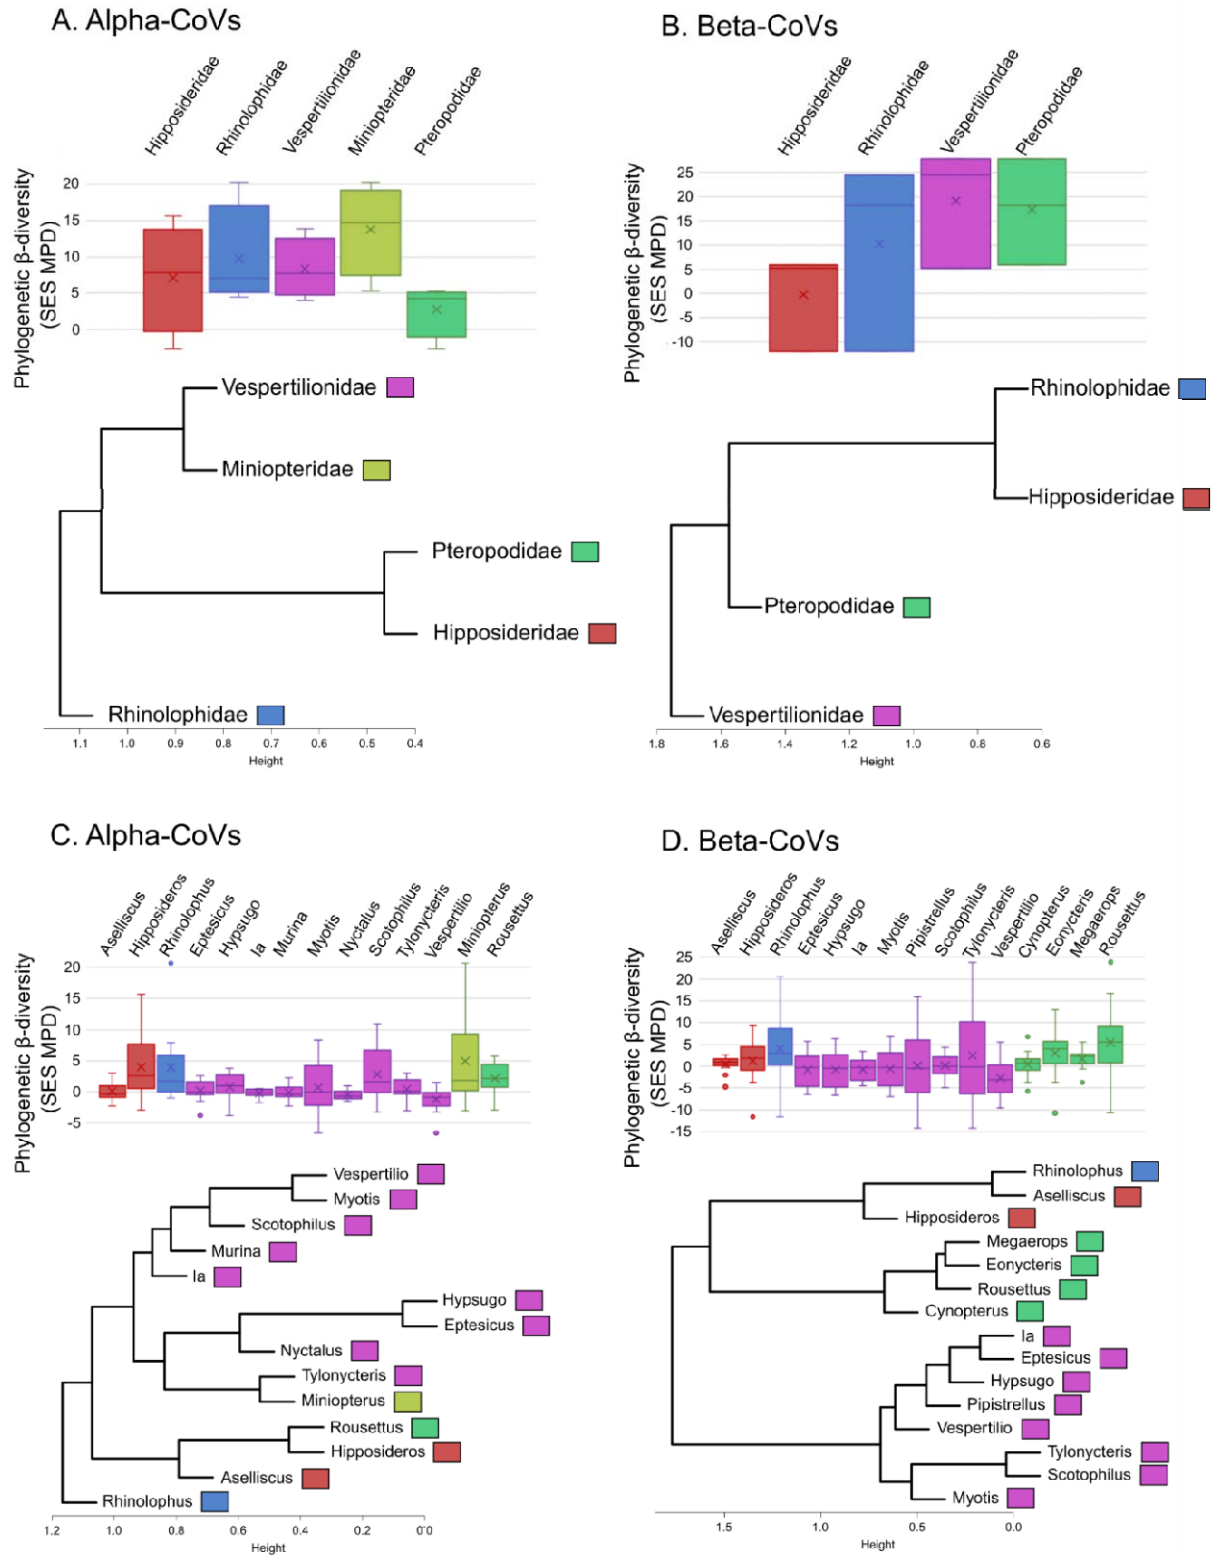 A. Alpha-CoVs
Hipposideridae
Rhinolophidae
Vespertilionidae
Miniopteridae
Pteropodidae
Phylogenetic β-diversity
(SES MPD)
20
15
10
5
0
Vespertilionidae
Miniopteridae
Pteropodidae
Hipposideridae
Rhinolophidae
1.1 1.0 0.9 0.8 0.7 0.6 0.5 0.4
Height
B. Beta-CoVs
Hipposideridae
Rhinolophidae
Vespertilionidae
Pteropodidae
Phylogenetic β-diversity
(SES MPD)
25
20
15
10
5
0
-5
-10
Rhinolophidae
Hipposideridae
Pteropodidae
Vespertilionidae
1.8 1.6 1.4 1.2 1.0 0.8 0.6
Height
C. Alpha-CoVs
Aselliscus
Hipposideros
Rhinolophus
Eptesicus
Hypsugo
Ia
Murina
Myotis
Nyctalus
Scotophilus
Tylonycteris
Vespertilio
Miniopterus
Rousettus
Phylogenetic β-diversity
(SES MPD)
20
15
10
5
0
-5
Vespertilio
Myotis
Scotophilus
Murina
Ia
Hypsugo
Eptesicus
Nyctalus
Tylonycteris
Miniopterus
Rousettus
Hipposideros
Aselliscus
Rhinolophus
1.2 1.0 0.8 0.6 0.4 0.2 0.0
Height
D. Beta-CoVs
Aselliscus
Hipposideros
Rhinolophus
Eptesicus
Hypsugo
Ia
Myotis
Pipistrellus
Scotophilus
Tylonycteris
Vespertilio
Cynopterus
Eonycteris
Megaerops
Rousettus
Phylogenetic β-diversity
(SES MPD)
25
20
15
10
5
0
-5
-10
-15
Rhinolophus
Aselliscus
Hipposideros
Megaerops
Eonycteris
Rousettus
Cynopterus
Ia
Eptesicus
Hypsugo
Pipistrellus
Vespertilio
Tylonycteris
Scotophilus
Myotis
1.5 1.0 0.5 0.0
Height